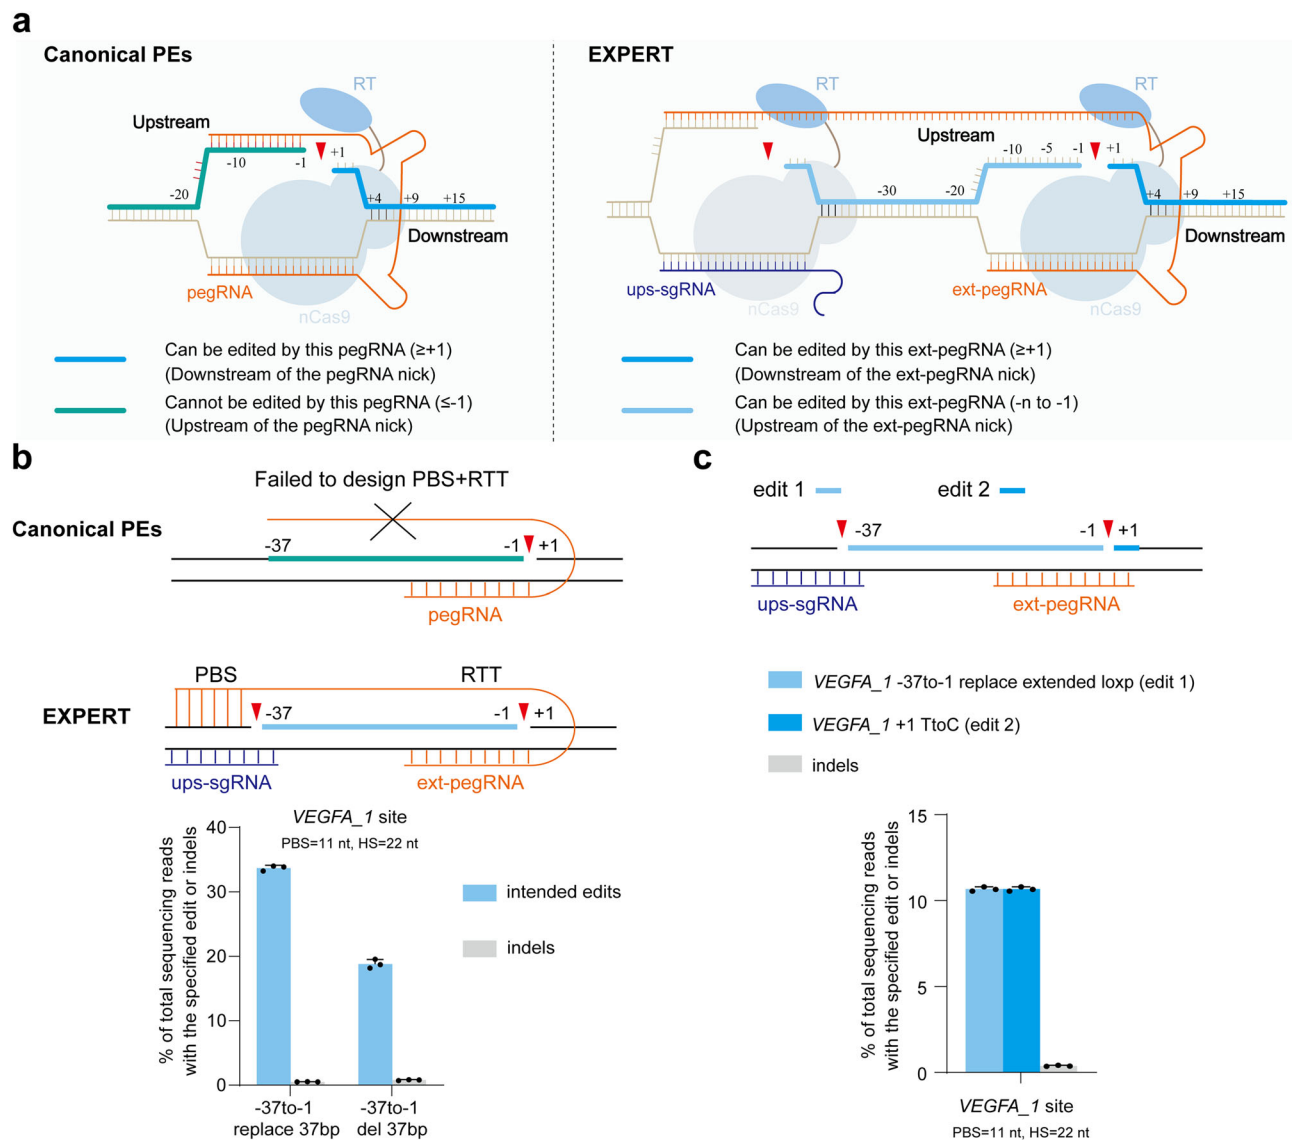 a
Canonical PEs
EXPERT
RT
Upstream
-10
-1
+1
-20
+4
+9
+15
Downstream
pegRNA
nCas9
RT
RT
Upstream
-10
-5
-1
+1
-30
-20
+4
+9
+15
Downstream
ups-sgRNA
nCas9
ext-pegRNA
nCas9
Can be edited by this pegRNA (≥+1)
(Downstream of the pegRNA nick)
Cannot be edited by this pegRNA (≤-1)
(Upstream of the pegRNA nick)
Can be edited by this ext-pegRNA (≥+1)
(Downstream of the ext-pegRNA nick)
Can be edited by this ext-pegRNA (-n to -1)
(Upstream of the ext-pegRNA nick)
b
Failed to design PBS+RTT
Canonical PEs
-37
-1
+1
pegRNA
PBS
RTT
EXPERT
-37
-1
+1
ups-sgRNA
ext-pegRNA
VEGFA_1 site
PBS=11 nt, HS=22 nt
% of total sequencing reads
with the specified edit or indels
40
30
20
10
0
-37to-1
replace 37bp
-37to-1
del 37bp
intended edits
indels
c
edit 1
edit 2
-37
-1
+1
ups-sgRNA
ext-pegRNA
VEGFA_1 -37to-1 replace extended loxp (edit 1)
VEGFA_1 +1 TtoC (edit 2)
indels
% of total sequencing reads
with the specified edit or indels
15
10
5
0
VEGFA_1 site
PBS=11 nt, HS=22 nt